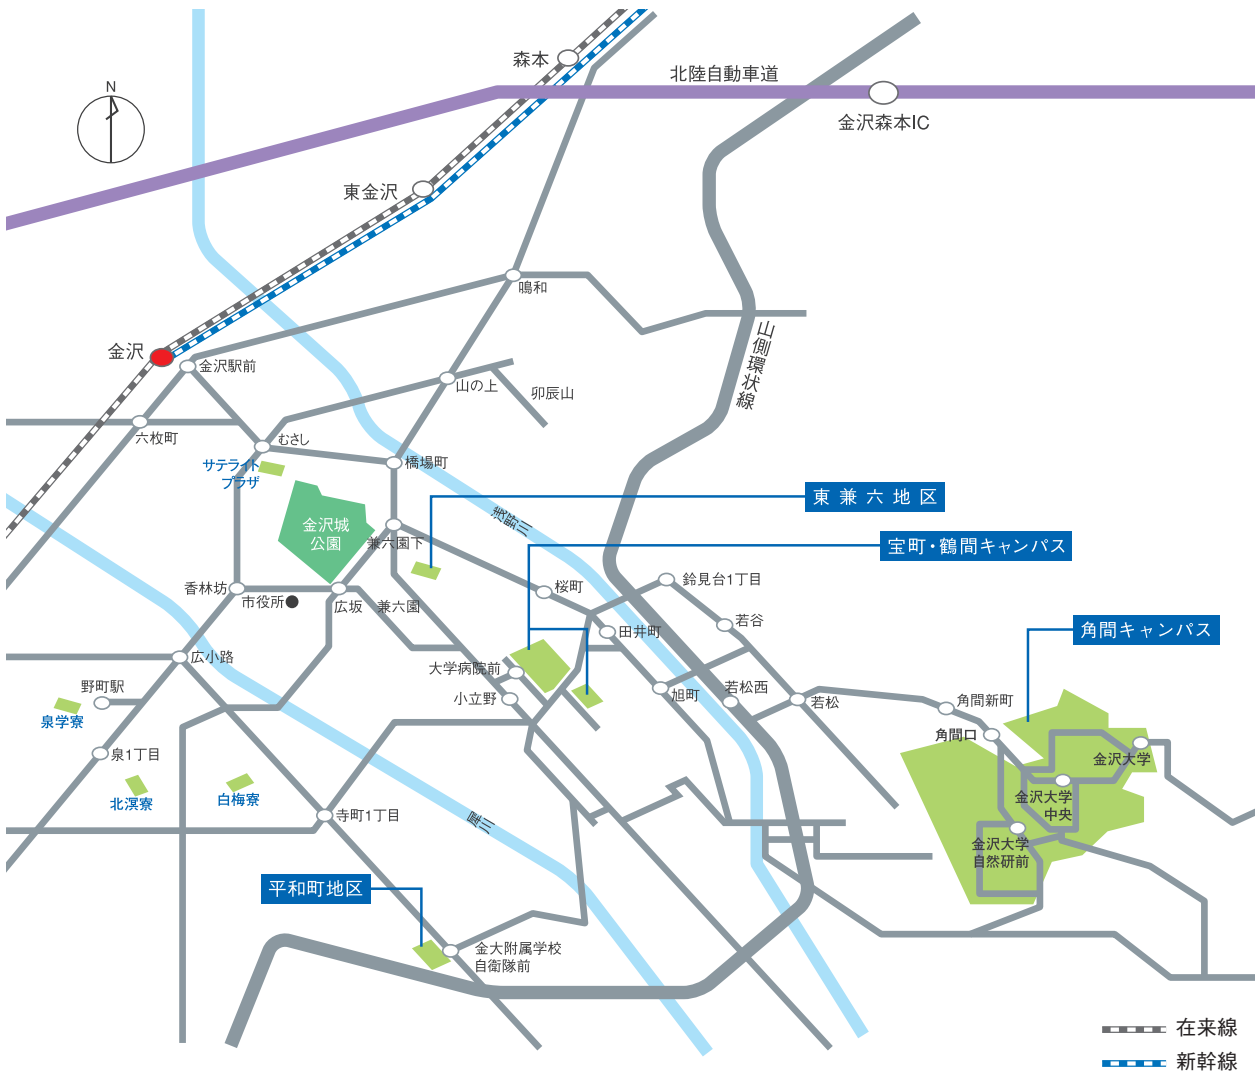 森本
北陸自動車道
N
金沢森本IC
東金沢
鳴和
山側環状線
金沢
金沢駅前
山の上
卯辰山
六枚町
むさし
サテライト
プラザ
橋場町
東兼六地区
金沢城
公園
浅野川
兼六園下
宝町・鶴間キャンパス
香林坊
市役所
広坂
兼六園
桜町
鈴見台1丁目
若谷
田井町
角間キャンパス
広小路
大学病院前
野町駅
小立野
旭町
若松西
若松
角間新町
泉学寮
角間口
泉1丁目
金沢大学
北溟寮
白梅寮
寺町1丁目
犀川
金沢大学
中央
金沢大学
自然研前
平和町地区
金大附属学校
自衛隊前
在来線
新幹線